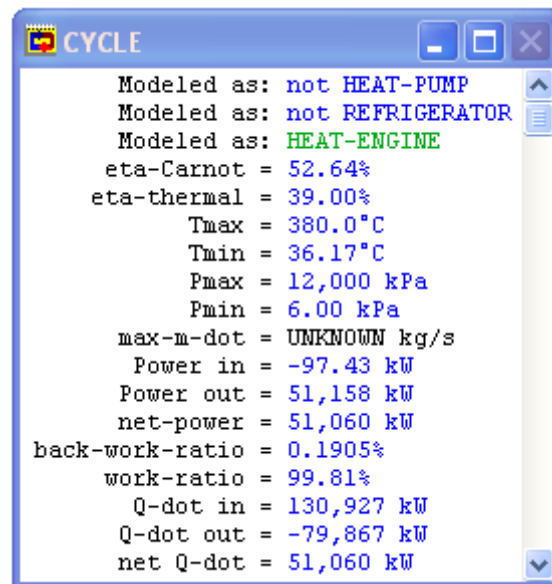 CYCLE
Modeled as: not HEAT-PUMP
Modeled as: not REFRIGERATOR
Modeled as: HEAT-ENGINE
eta-Carnot = 52.64%
eta-thermal = 39.00%
Tmax = 380.0°C
Tmin = 36.17°C
Pmax = 12,000 kPa
Pmin = 6.00 kPa
max-m-dot = UNKNOWN kg/s
Power in = -97.43 kW
Power out = 51,158 kW
net-power = 51,060 kW
back-work-ratio = 0.1905%
work-ratio = 99.81%
Q-dot in = 130,927 kW
Q-dot out = -79,867 kW
net Q-dot = 51,060 kW